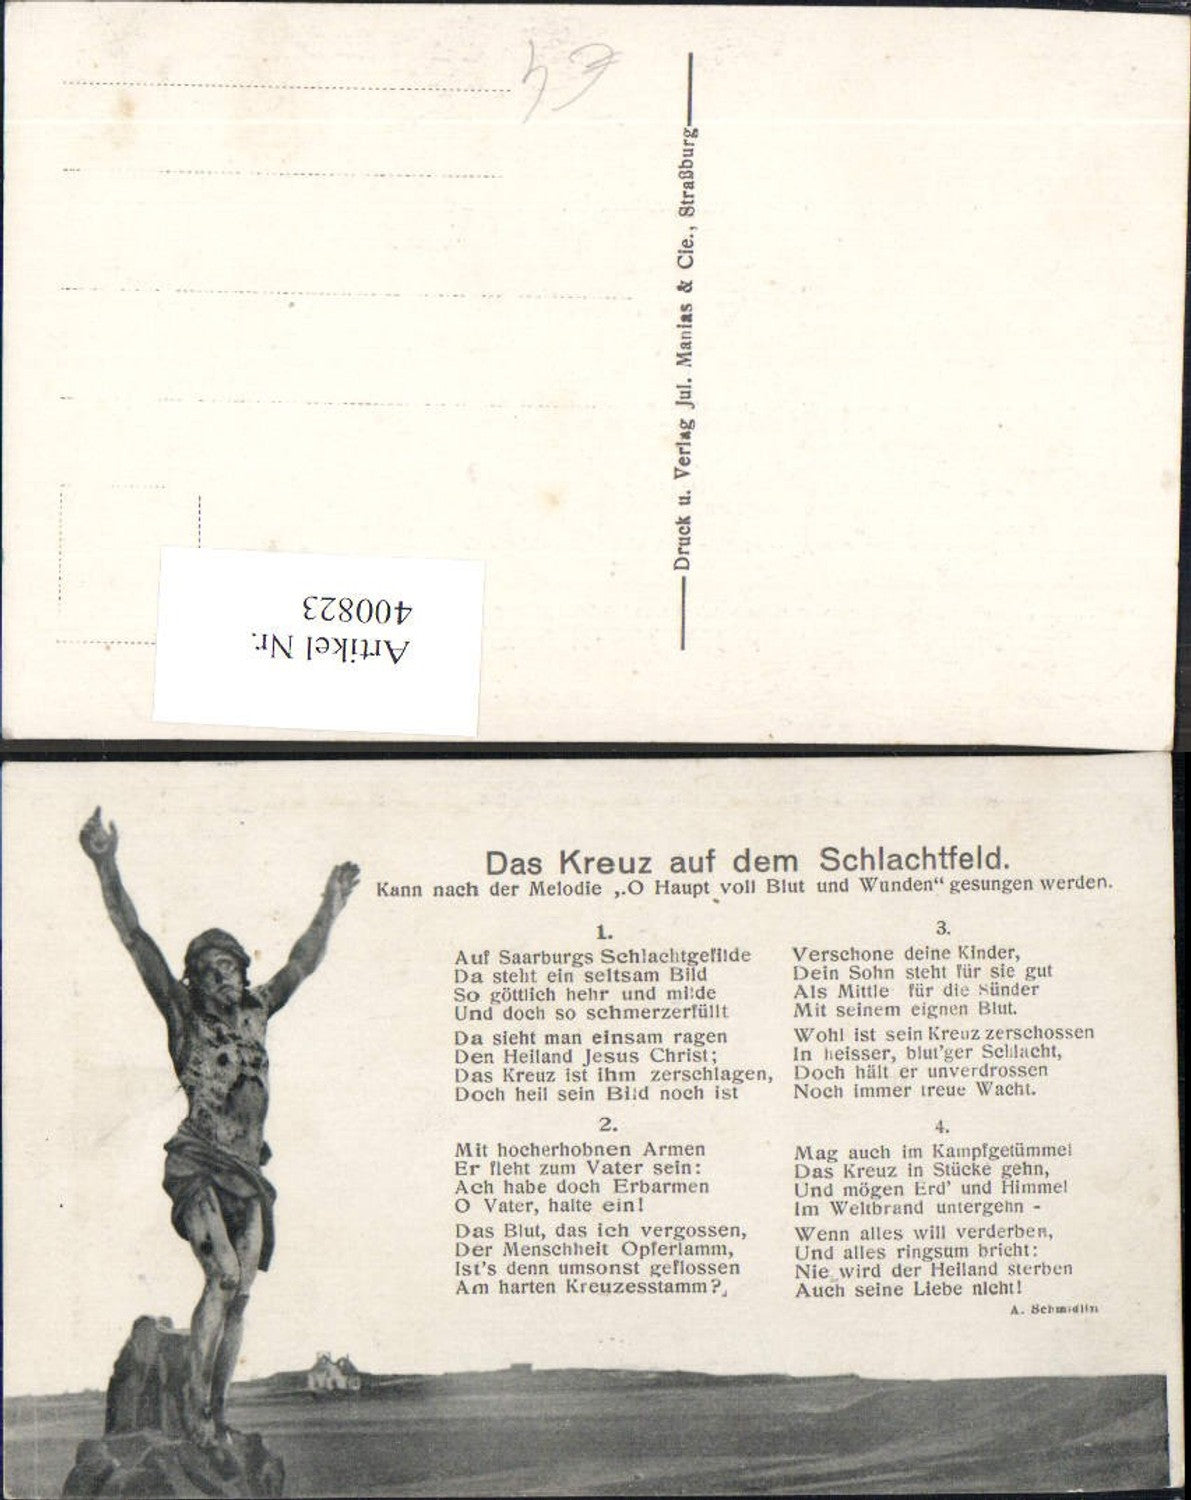 Druck u. Verlag Jul. Manias & Cie., Straßburg
Artikel Nr.
400823
Das Kreuz auf dem Schlachtfeld.
Kann nach der Melodie „O Haupt voll Blut und Wunden“ gesungen werden.
1.
Auf Saarburgs Schlachtgefilde
Da steht ein seltsam Bild
So göttlich hehr und milde
Und doch so schmerzerfüllt
Da sieht man einsam ragen
Den Heiland Jesus Christ;
Das Kreuz ist ihm zerschlagen,
Doch heil sein Bild noch ist
2.
Mit hocherhobnen Armen
Er fleht zum Vater sein:
Ach habe doch Erbarmen
O Vater, halte ein!
Das Blut, das ich vergossen,
Der Menschheit Opferlamm,
Ist's denn umsonst geflossen
Am harten Kreuzesstamm?
3.
Verschone deine Kinder,
Dein Sohn steht für sie gut
Als Mittle für die Sünder
Mit seinem eignen Blut.
Wohl ist sein Kreuz zerschossen
In heisser, blut'ger Schlacht,
Doch hält er unverdrossen
Noch immer treue Wacht.
4.
Mag auch im Kampfgetümmel
Das Kreuz in Stücke gehn,
Und mögen Erd' und Himmel
Im Weltbrand untergehn -
Wenn alles will verderben,
Und alles ringsum bricht:
Nie wird der Heiland sterben
Auch seine Liebe nicht!
A. Schmidlin